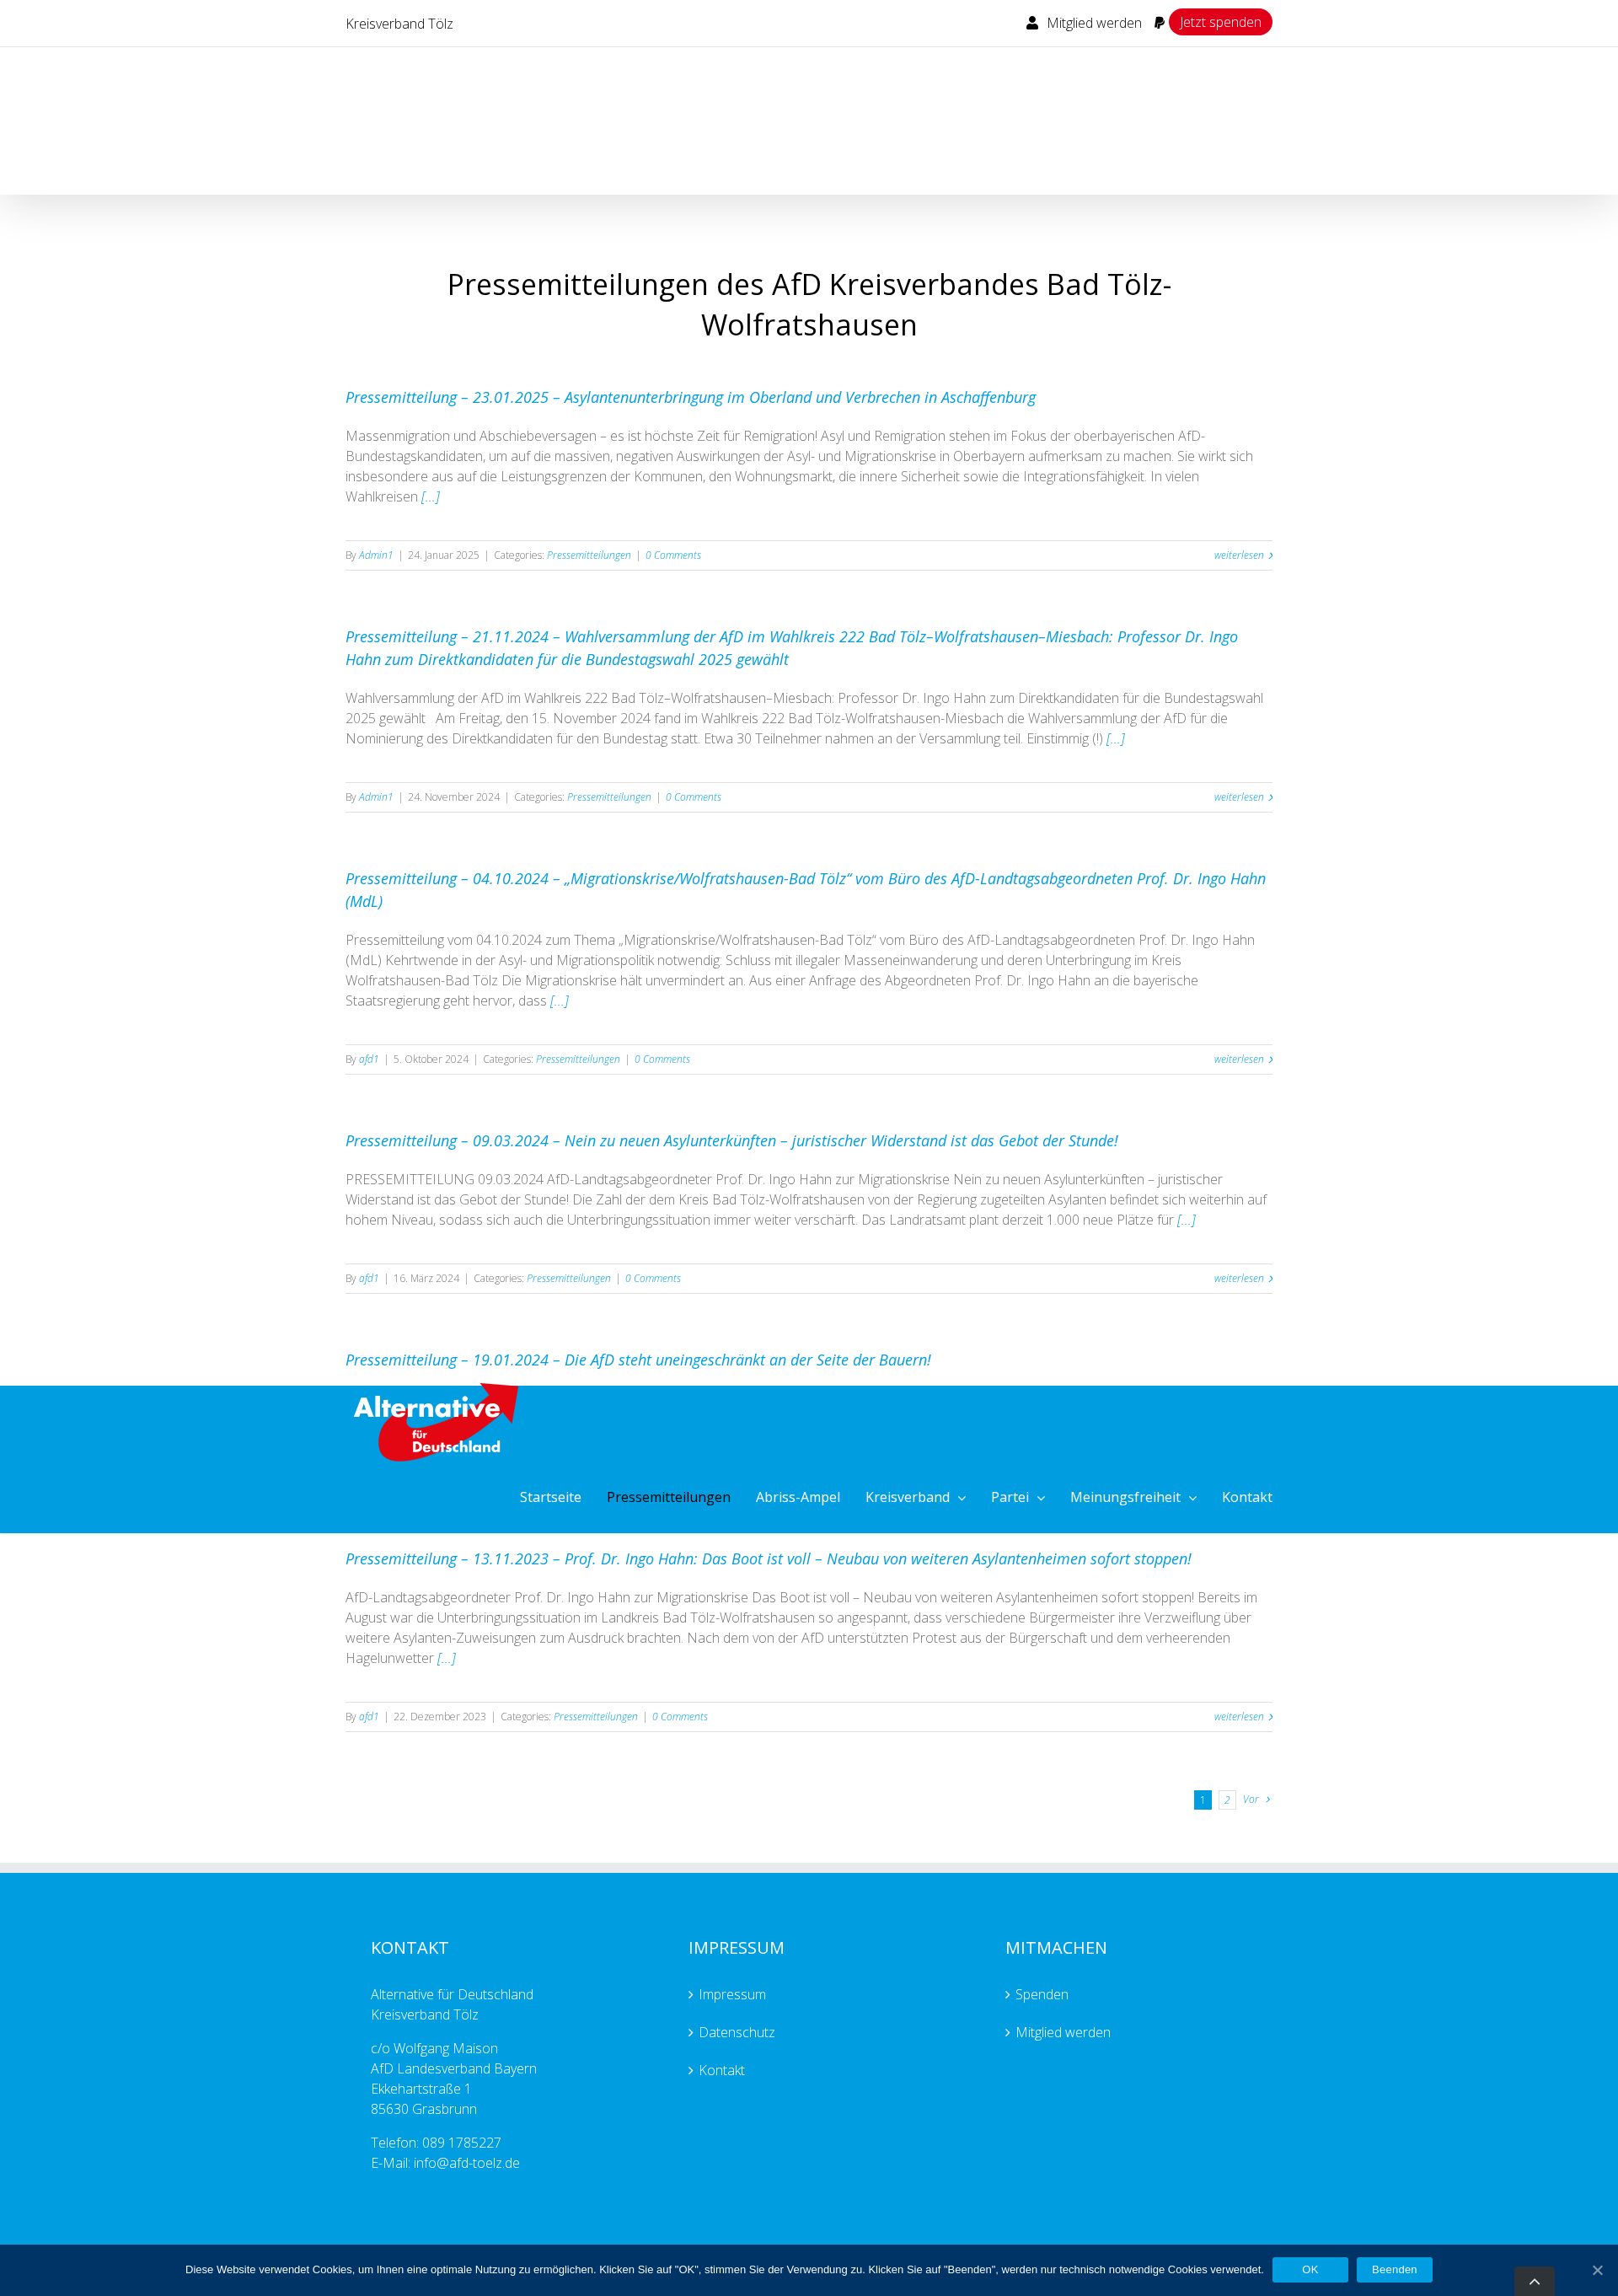 Kreisverband Tölz
Mitglied werden
Jetzt spenden
Pressemitteilungen des AfD Kreisverbandes Bad Tölz-
Wolfratshausen
Pressemitteilung – 23.01.2025 – Asylantenunterbringung im Oberland und Verbrechen in Aschaffenburg
Massenmigration und Abschiebeversagen – es ist höchste Zeit für Remigration! Asyl und Remigration stehen im Fokus der oberbayerischen AfD-
Bundestagskandidaten, um auf die massiven, negativen Auswirkungen der Asyl- und Migrationskrise in Oberbayern aufmerksam zu machen. Sie wirkt sich
insbesondere aus auf die Leistungsgrenzen der Kommunen, den Wohnungsmarkt, die innere Sicherheit sowie die Integrationsfähigkeit. In vielen
Wahlkreisen [...]
By Admin1 | 24. Januar 2025 | Categories: Pressemitteilungen | 0 Comments
weiterlesen
Pressemitteilung – 21.11.2024 – Wahlversammlung der AfD im Wahlkreis 222 Bad Tölz–Wolfratshausen–Miesbach: Professor Dr. Ingo
Hahn zum Direktkandidaten für die Bundestagswahl 2025 gewählt
Wahlversammlung der AfD im Wahlkreis 222 Bad Tölz–Wolfratshausen–Miesbach: Professor Dr. Ingo Hahn zum Direktkandidaten für die Bundestagswahl
2025 gewählt   Am Freitag, den 15. November 2024 fand im Wahlkreis 222 Bad Tölz-Wolfratshausen-Miesbach die Wahlversammlung der AfD für die
Nominierung des Direktkandidaten für den Bundestag statt. Etwa 30 Teilnehmer nahmen an der Versammlung teil. Einstimmig (!) [...]
By Admin1 | 24. November 2024 | Categories: Pressemitteilungen | 0 Comments
weiterlesen
Pressemitteilung – 04.10.2024 – „Migrationskrise/Wolfratshausen-Bad Tölz“ vom Büro des AfD-Landtagsabgeordneten Prof. Dr. Ingo Hahn
(MdL)
Pressemitteilung vom 04.10.2024 zum Thema „Migrationskrise/Wolfratshausen-Bad Tölz“ vom Büro des AfD-Landtagsabgeordneten Prof. Dr. Ingo Hahn
(MdL) Kehrtwende in der Asyl- und Migrationspolitik notwendig: Schluss mit illegaler Masseneinwanderung und deren Unterbringung im Kreis
Wolfratshausen-Bad Tölz Die Migrationskrise hält unvermindert an. Aus einer Anfrage des Abgeordneten Prof. Dr. Ingo Hahn an die bayerische
Staatsregierung geht hervor, dass [...]
By afd1 | 5. Oktober 2024 | Categories: Pressemitteilungen | 0 Comments
weiterlesen
Pressemitteilung – 09.03.2024 – Nein zu neuen Asylunterkünften – juristischer Widerstand ist das Gebot der Stunde!
PRESSEMITTEILUNG 09.03.2024 AfD-Landtagsabgeordneter Prof. Dr. Ingo Hahn zur Migrationskrise Nein zu neuen Asylunterkünften – juristischer
Widerstand ist das Gebot der Stunde! Die Zahl der dem Kreis Bad Tölz-Wolfratshausen von der Regierung zugeteilten Asylanten befindet sich weiterhin auf
hohem Niveau, sodass sich auch die Unterbringungssituation immer weiter verschärft. Das Landratsamt plant derzeit 1.000 neue Plätze für [...]
By afd1 | 16. März 2024 | Categories: Pressemitteilungen | 0 Comments
weiterlesen
Pressemitteilung – 19.01.2024 – Die AfD steht uneingeschränkt an der Seite der Bauern!
Alternative
für
Deutschland
Startseite
Pressemitteilungen
Abriss-Ampel
Kreisverband
Partei
Meinungsfreiheit
Kontakt
Pressemitteilung – 13.11.2023 – Prof. Dr. Ingo Hahn: Das Boot ist voll – Neubau von weiteren Asylantenheimen sofort stoppen!
AfD-Landtagsabgeordneter Prof. Dr. Ingo Hahn zur Migrationskrise Das Boot ist voll – Neubau von weiteren Asylantenheimen sofort stoppen! Bereits im
August war die Unterbringungssituation im Landkreis Bad Tölz-Wolfratshausen so angespannt, dass verschiedene Bürgermeister ihre Verzweiflung über
weitere Asylanten-Zuweisungen zum Ausdruck brachten. Nach dem von der AfD unterstützten Protest aus der Bürgerschaft und dem verheerenden
Hagelunwetter [...]
By afd1 | 22. Dezember 2023 | Categories: Pressemitteilungen | 0 Comments
weiterlesen
1 2 Vor
KONTAKT
Alternative für Deutschland
Kreisverband Tölz
c/o Wolfgang Maison
AfD Landesverband Bayern
Ekkehartstraße 1
85630 Grasbrunn
Telefon: 089 1785227
E-Mail: info@afd-toelz.de
IMPRESSUM
Impressum
Datenschutz
Kontakt
MITMACHEN
Spenden
Mitglied werden
Diese Website verwendet Cookies, um Ihnen eine optimale Nutzung zu ermöglichen. Klicken Sie auf "OK", stimmen Sie der Verwendung zu. Klicken Sie auf "Beenden", werden nur technisch notwendige Cookies verwendet.
OK
Beenden